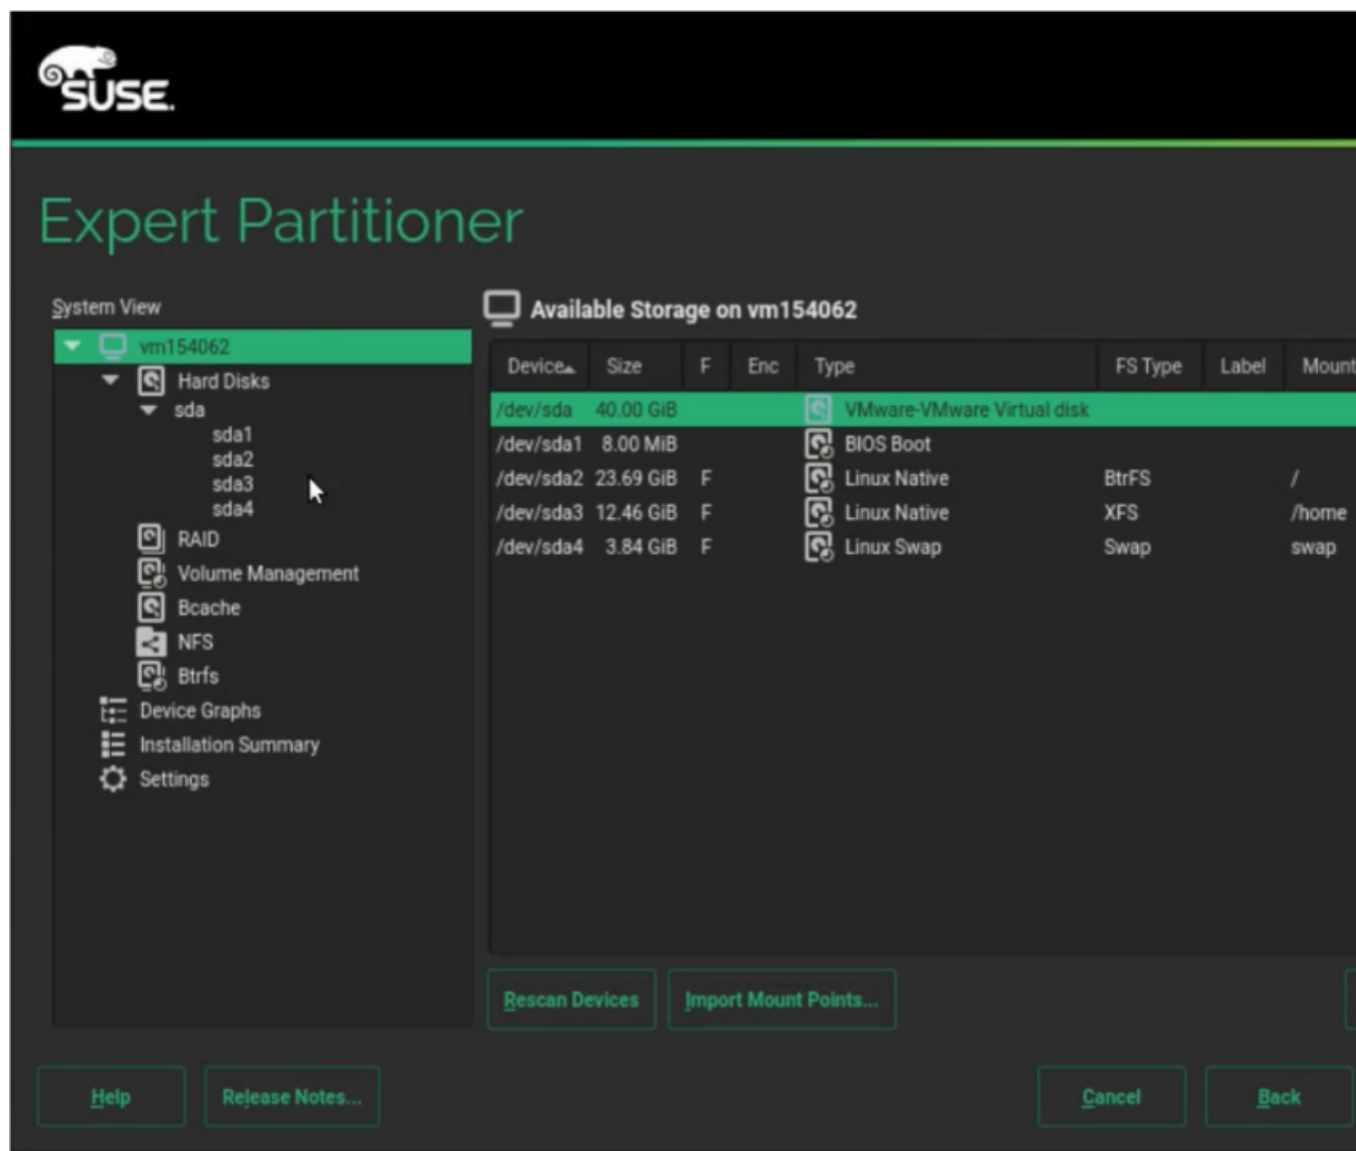 SUSE.
Expert Partitioner
System View
vm154062
Hard Disks
sda
sda1
sda2
sda3
sda4
RAID
Volume Management
Bcache
NFS
Btrfs
Device Graphs
Installation Summary
Settings
Available Storage on vm154062
Device Size F Enc Type FS Type Label Mount
/dev/sda 40.00 GiB VMware-VMware Virtual disk
/dev/sda1 8.00 MiB BIOS Boot
/dev/sda2 23.69 GiB F Linux Native BtrFS /
/dev/sda3 12.46 GiB F Linux Native XFS /home
/dev/sda4 3.84 GiB F Linux Swap Swap swap
Rescan Devices Import Mount Points...
Help Release Notes... Cancel Back